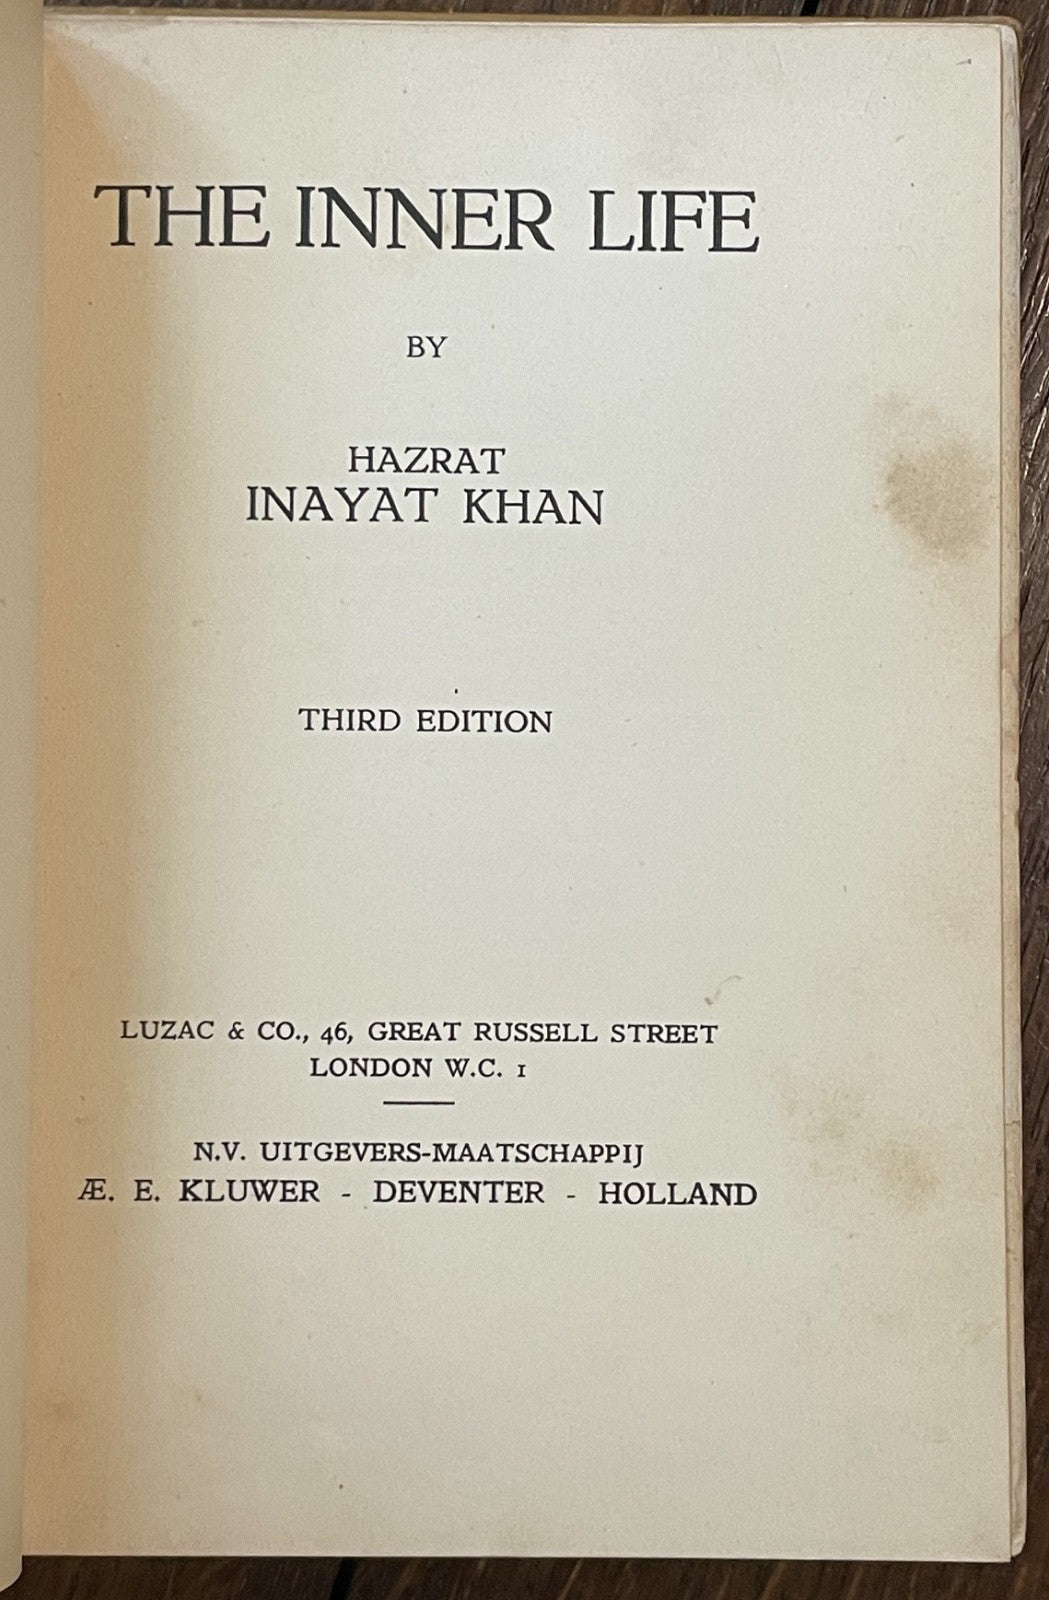 THE INNER LIFE
BY
HAZRAT
INAYAT KHAN
THIRD EDITION
LUZAC & CO., 46, GREAT RUSSELL STREET
LONDON W.C. 1
N.V. UITGEVERS-MAATSCHAPPIJ
Æ. E. KLUWER - DEVENTER - HOLLAND